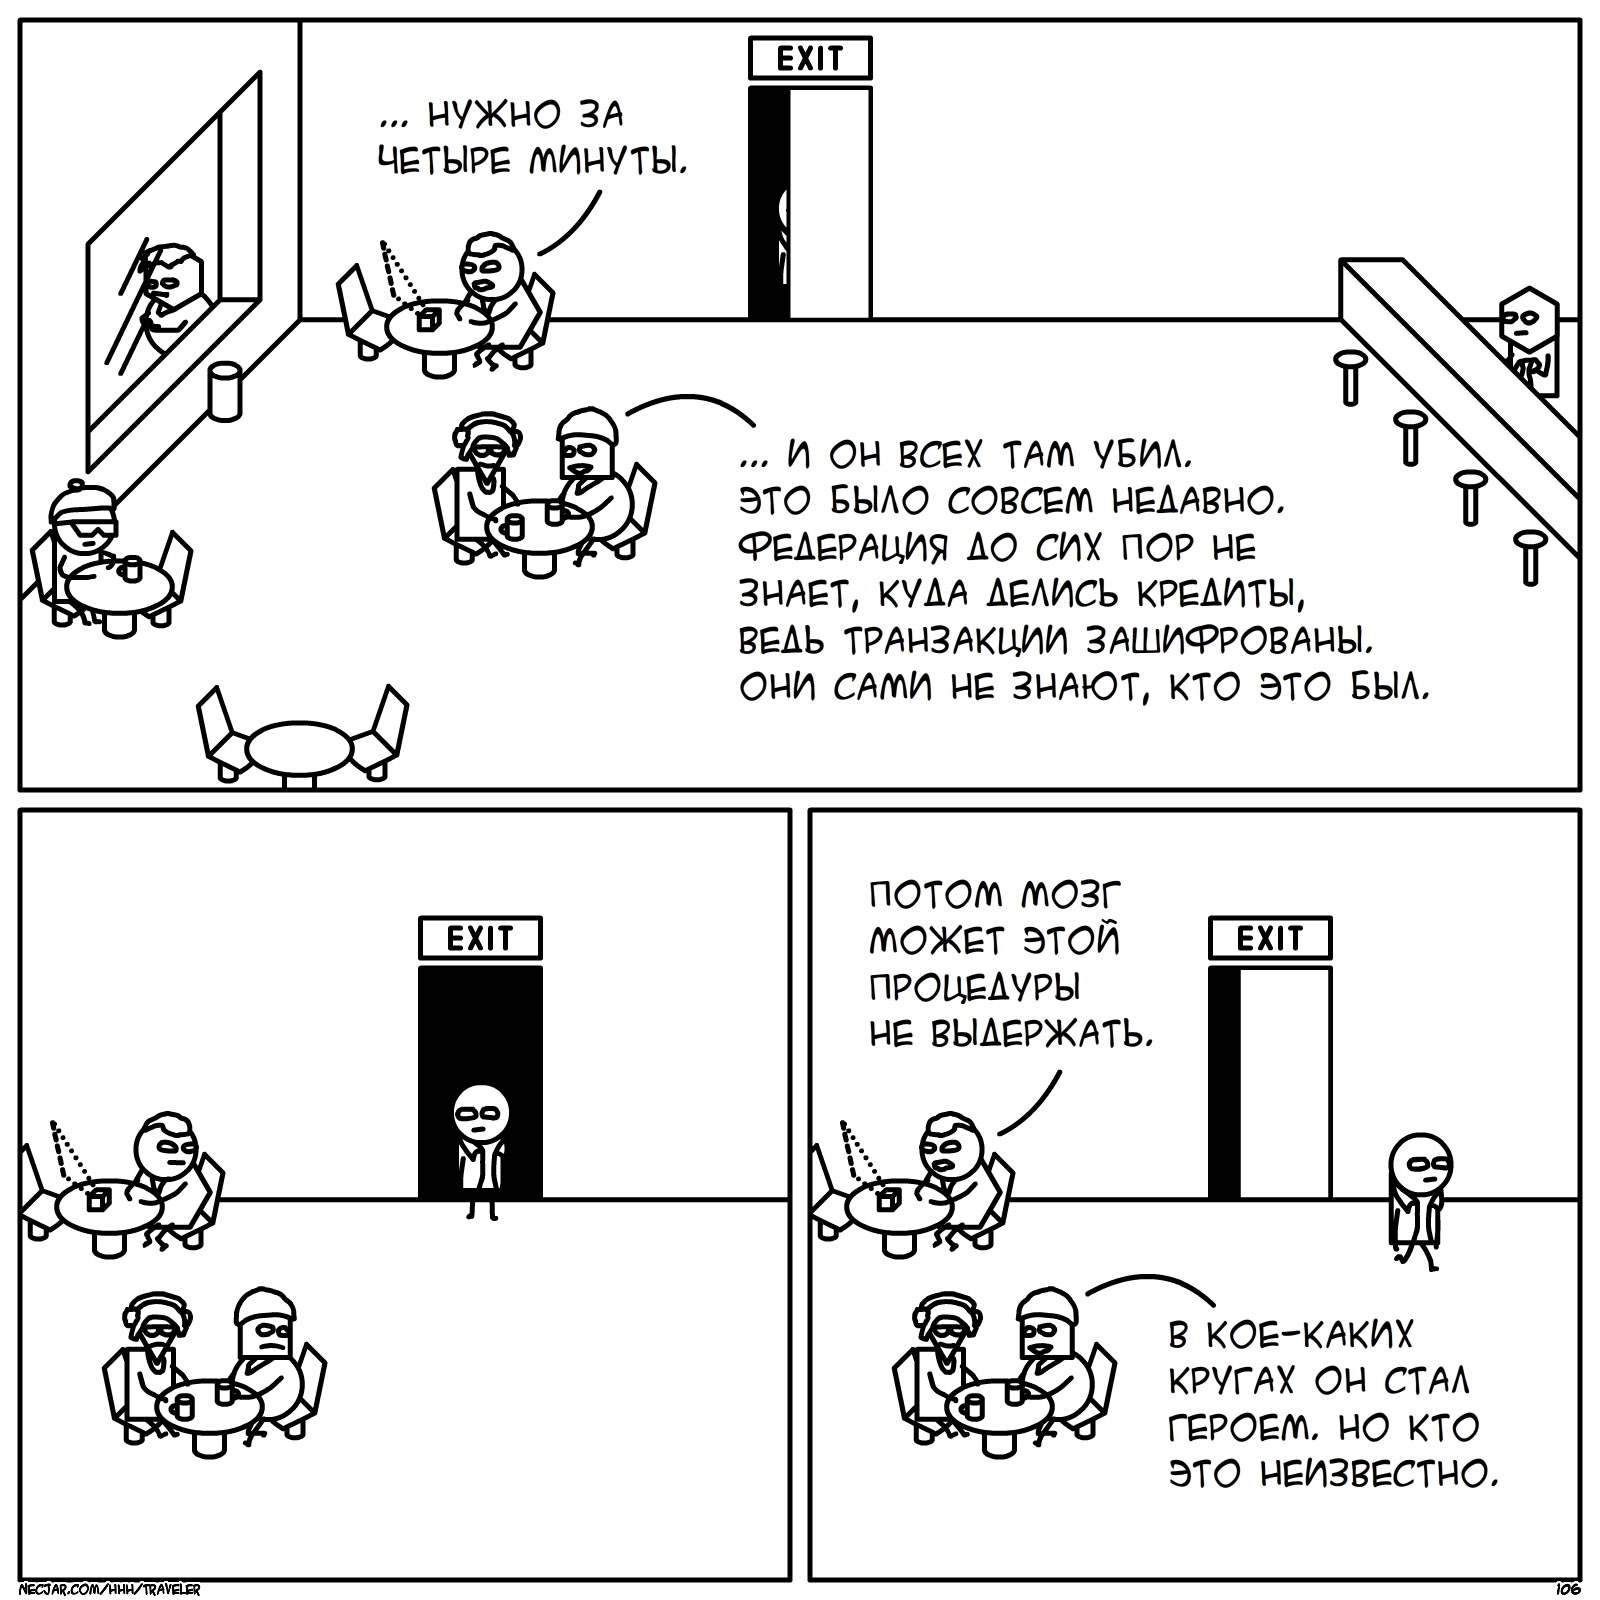 EXIT
... НУЖНО ЗА
ЧЕТЫРЕ МИНУТЫ.
... И ОН ВСЕХ ТАМ УБИЛ.
ЭТО БЫЛО СОВСЕМ НЕДАВНО.
ФЕДЕРАЦИЯ ДО СИХ ПОР НЕ
ЗНАЕТ, КУДА ДЕЛИСЬ КРЕДИТЫ,
ВЕДЬ ТРАНЗАКЦИИ ЗАШИФРОВАНЫ.
ОНИ САМИ НЕ ЗНАЮТ, КТО ЭТО БЫЛ.
EXIT
ПОТОМ МОЗГ
МОЖЕТ ЭТОЙ
ПРОЦЕДУРЫ
НЕ ВЫДЕРЖАТЬ.
EXIT
В КОЕ-КАКИХ
КРУГАХ ОН СТАЛ
ГЕРОЕМ. НО КТО
ЭТО НЕИЗВЕСТНО.
NECJAR.COM/HHH/TRAVELER
106